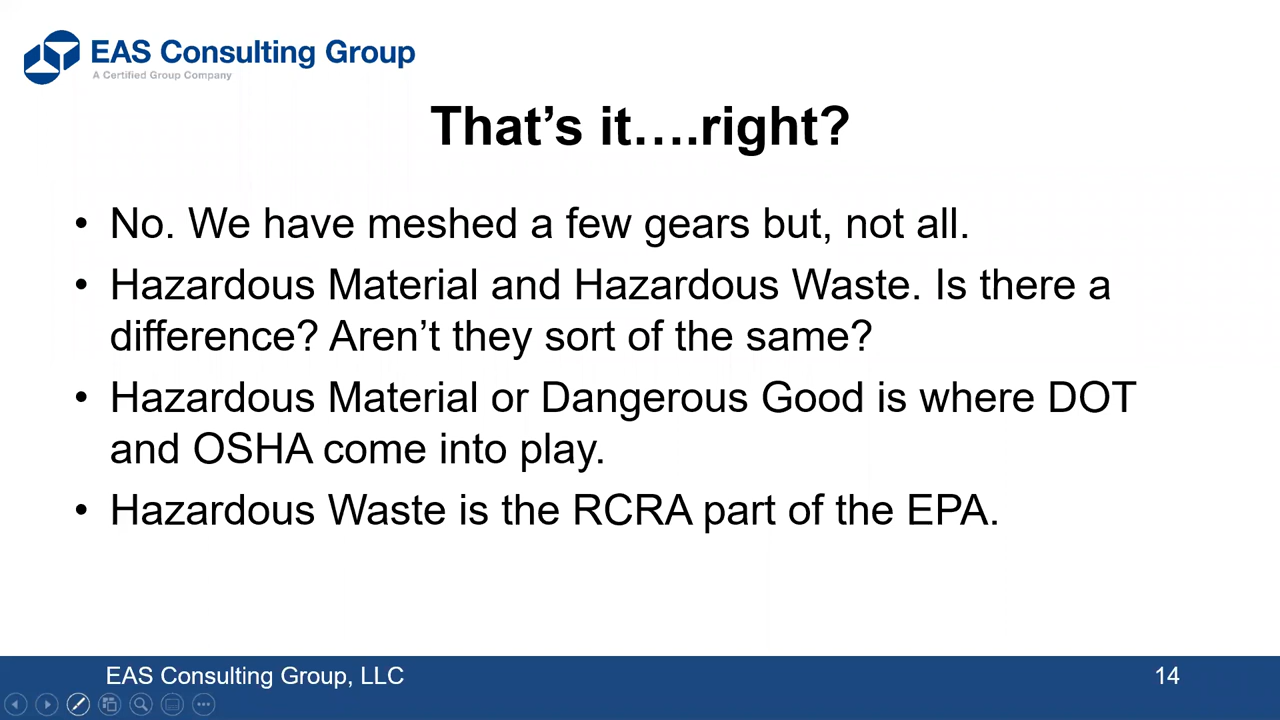 EAS Consulting Group
A Certified Group Company
That’s it….right?
• No. We have meshed a few gears but, not all.
• Hazardous Material and Hazardous Waste. Is there a
difference? Aren’t they sort of the same?
• Hazardous Material or Dangerous Good is where DOT
and OSHA come into play.
• Hazardous Waste is the RCRA part of the EPA.
EAS Consulting Group, LLC
14